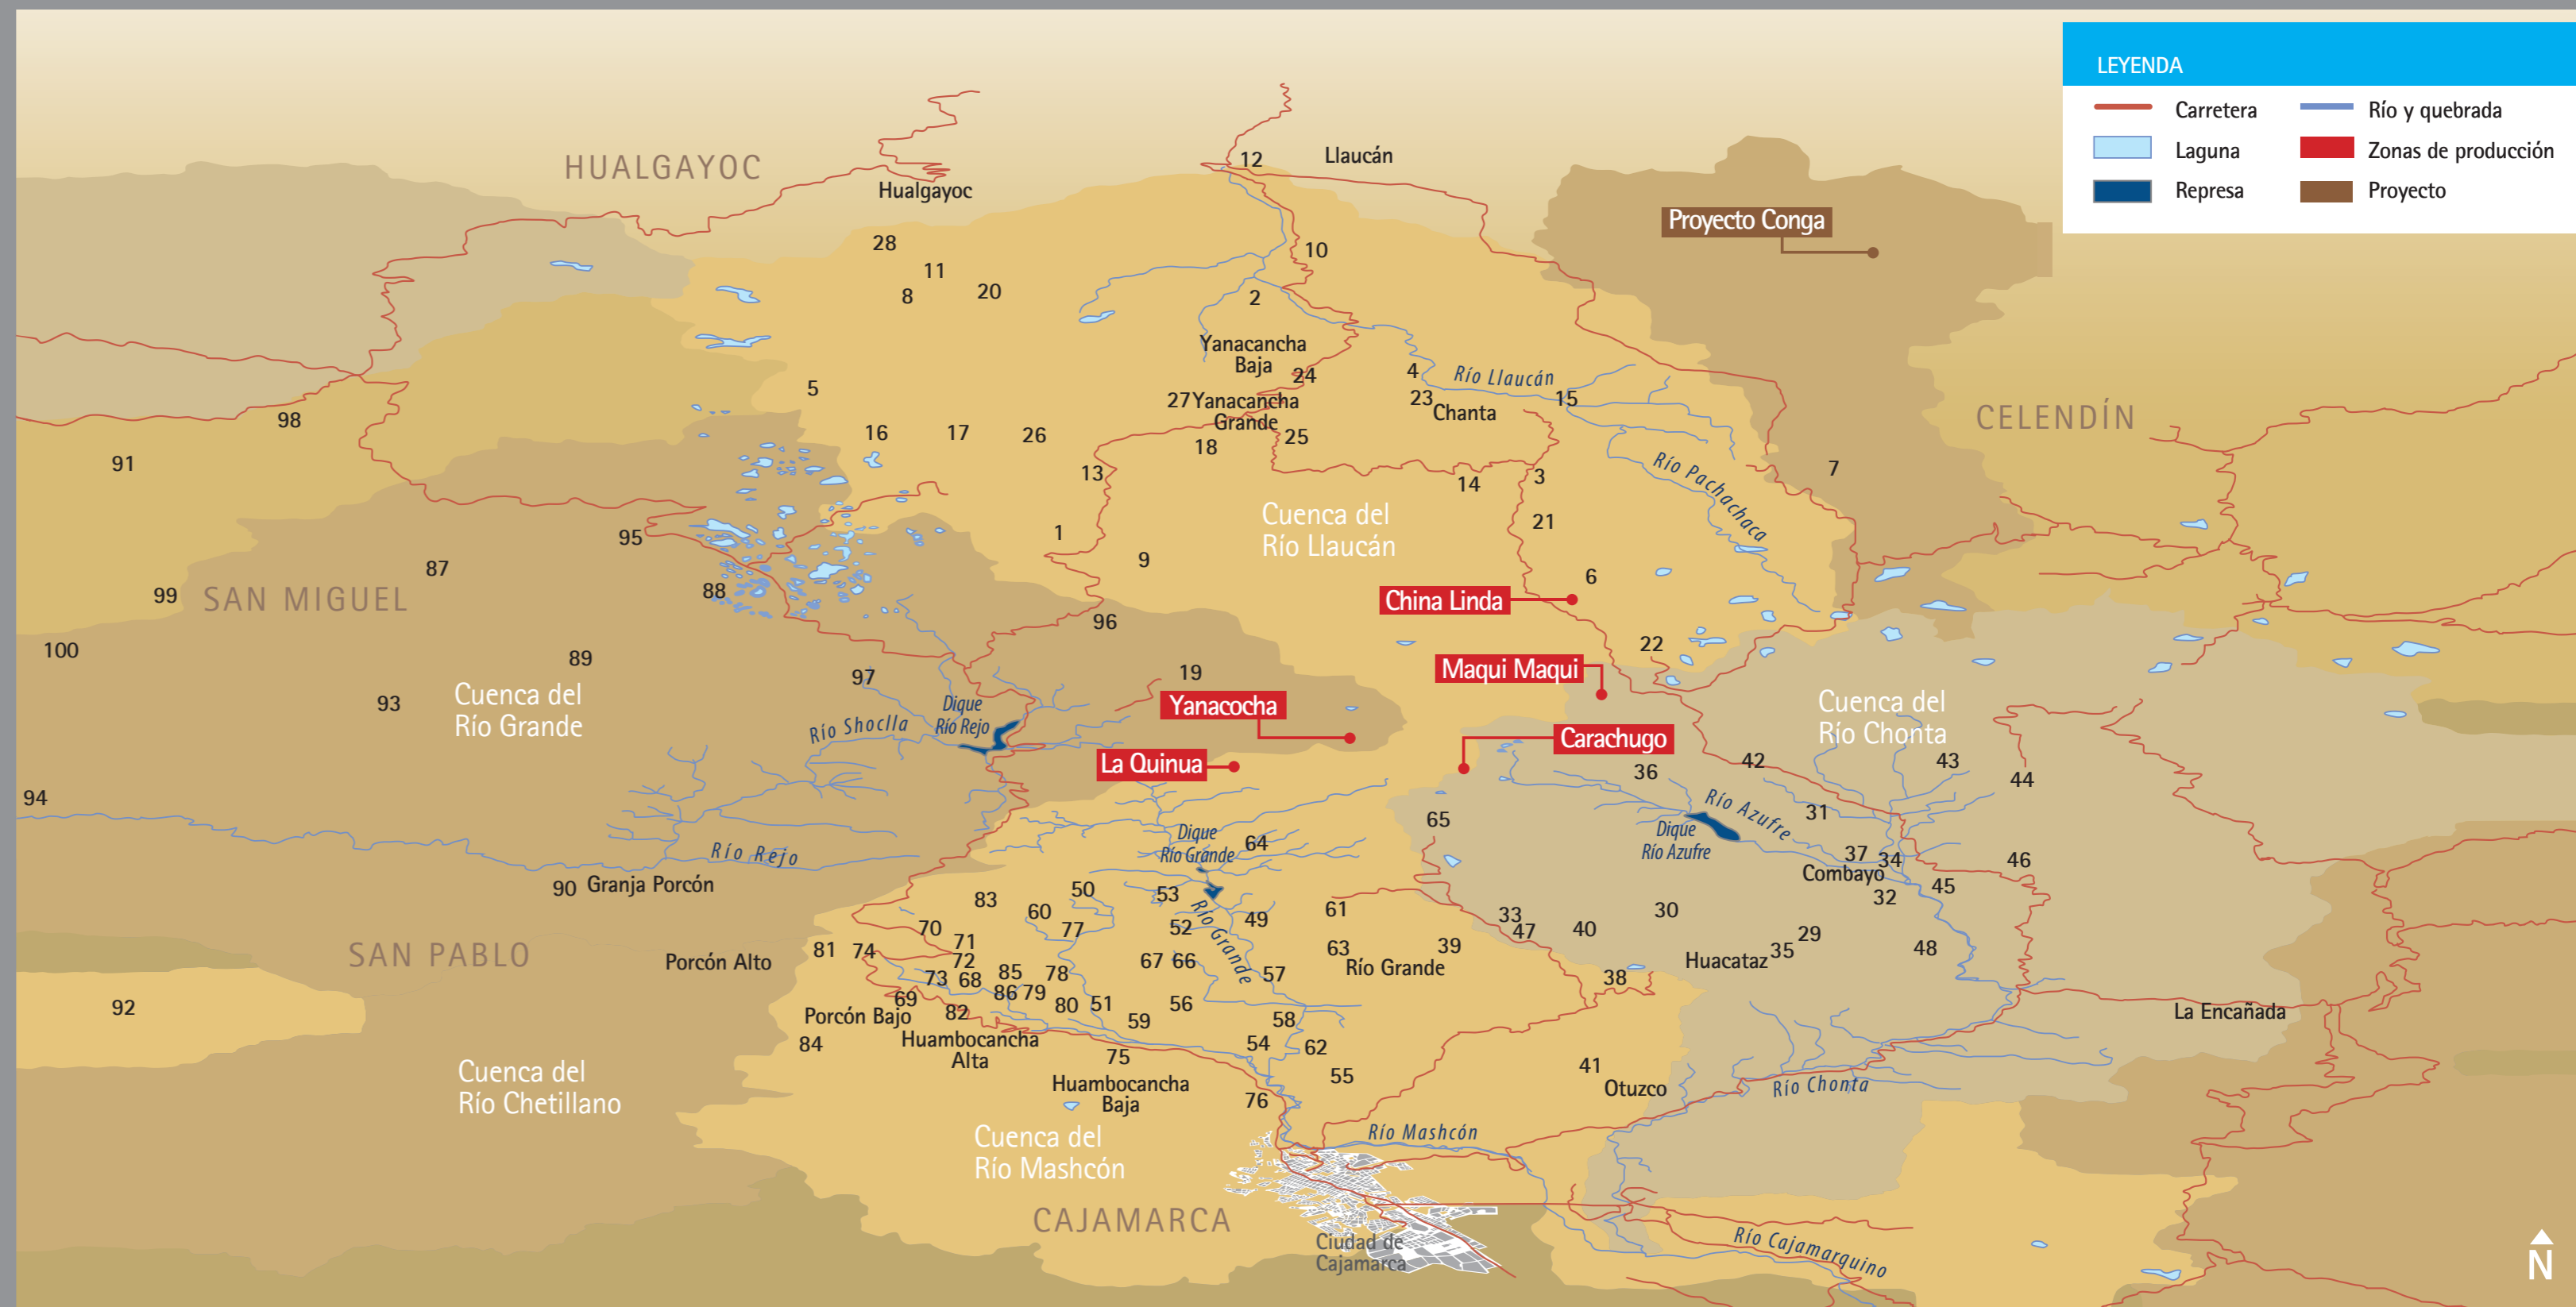 LEYENDA
Carretera
Río y quebrada
Laguna
Zonas de producción
Represa
Proyecto
HUALGAYOC
Hualgayoc
12
Llaucán
Proyecto Conga
28
11
8
20
10
2
Yanacancha
Baja
24
5
4
Río Llaucán
15
27
Yanacancha
Grande
23
Chanta
CELENDÍN
98
16
17
26
18
25
91
13
14
3
7
Río Pachachaca
Cuenca del
Río Llaucán
21
95
1
9
87
88
6
99
SAN MIGUEL
China Linda
96
22
100
89
97
19
Maqui Maqui
93
Cuenca del
Río Grande
Dique
Río Rejo
Río Shoclla
Yanacocha
Carachugo
La Quinua
Cuenca del
Río Chonta
36
42
43
44
94
65
31
Río Azufre
Dique
Río Azufre
Dique
Río Grande
64
Río Rejo
37
34
46
Combayo
32
45
90
Granja Porcón
83
50
53
60
49
61
33
47
40
30
70
77
52
Río Grande
29
SAN PABLO
Porcón Alto
81
74
71
72
67
66
63
39
Río Grande
Huacataz
35
48
73
68
85
78
57
38
86
79
69
80
51
56
92
Porcón Bajo
82
59
58
La Encañada
84
Huambocancha
Alta
75
54
62
41
Otuzco
Cuenca del
Río Chetillano
Huambocancha
Baja
55
76
Río Chonta
Cuenca del
Río Mashcón
Río Mashcón
CAJAMARCA
Ciudad de
Cajamarca
Río Cajamarquino
N